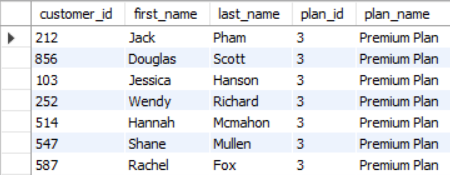 customer_id first_name last_name plan_id plan_name
212 Jack Pham 3 Premium Plan
856 Douglas Scott 3 Premium Plan
103 Jessica Hanson 3 Premium Plan
252 Wendy Richard 3 Premium Plan
514 Hannah Mcmahon 3 Premium Plan
547 Shane Mullen 3 Premium Plan
587 Rachel Fox 3 Premium Plan